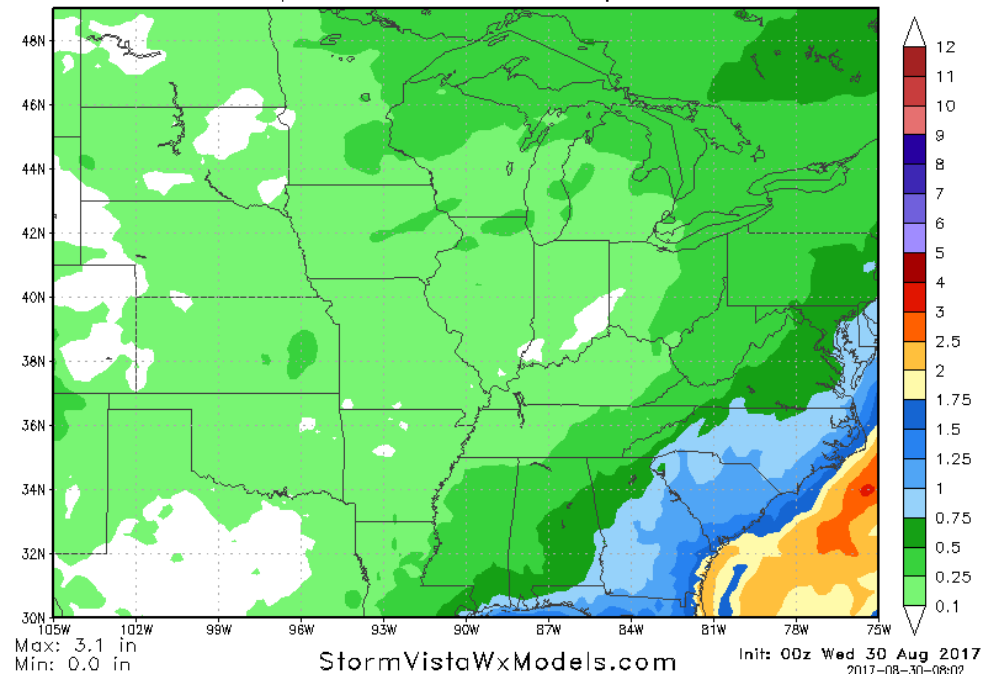 48N
46N
44N
42N
40N
38N
36N
34N
32N
30N
105W 102W 99W 96W 93W 90W 87W 84W 81W 78W 75W
12
11
10
9
8
7
6
5
4
3
2.5
2
1.75
1.5
1.25
1
0.75
0.5
0.25
0.1
Max: 3.1 in
Min: 0.0 in
StormVistaWxModels.com
Init: 00z Wed 30 Aug 2017
2017-08-30-08:02